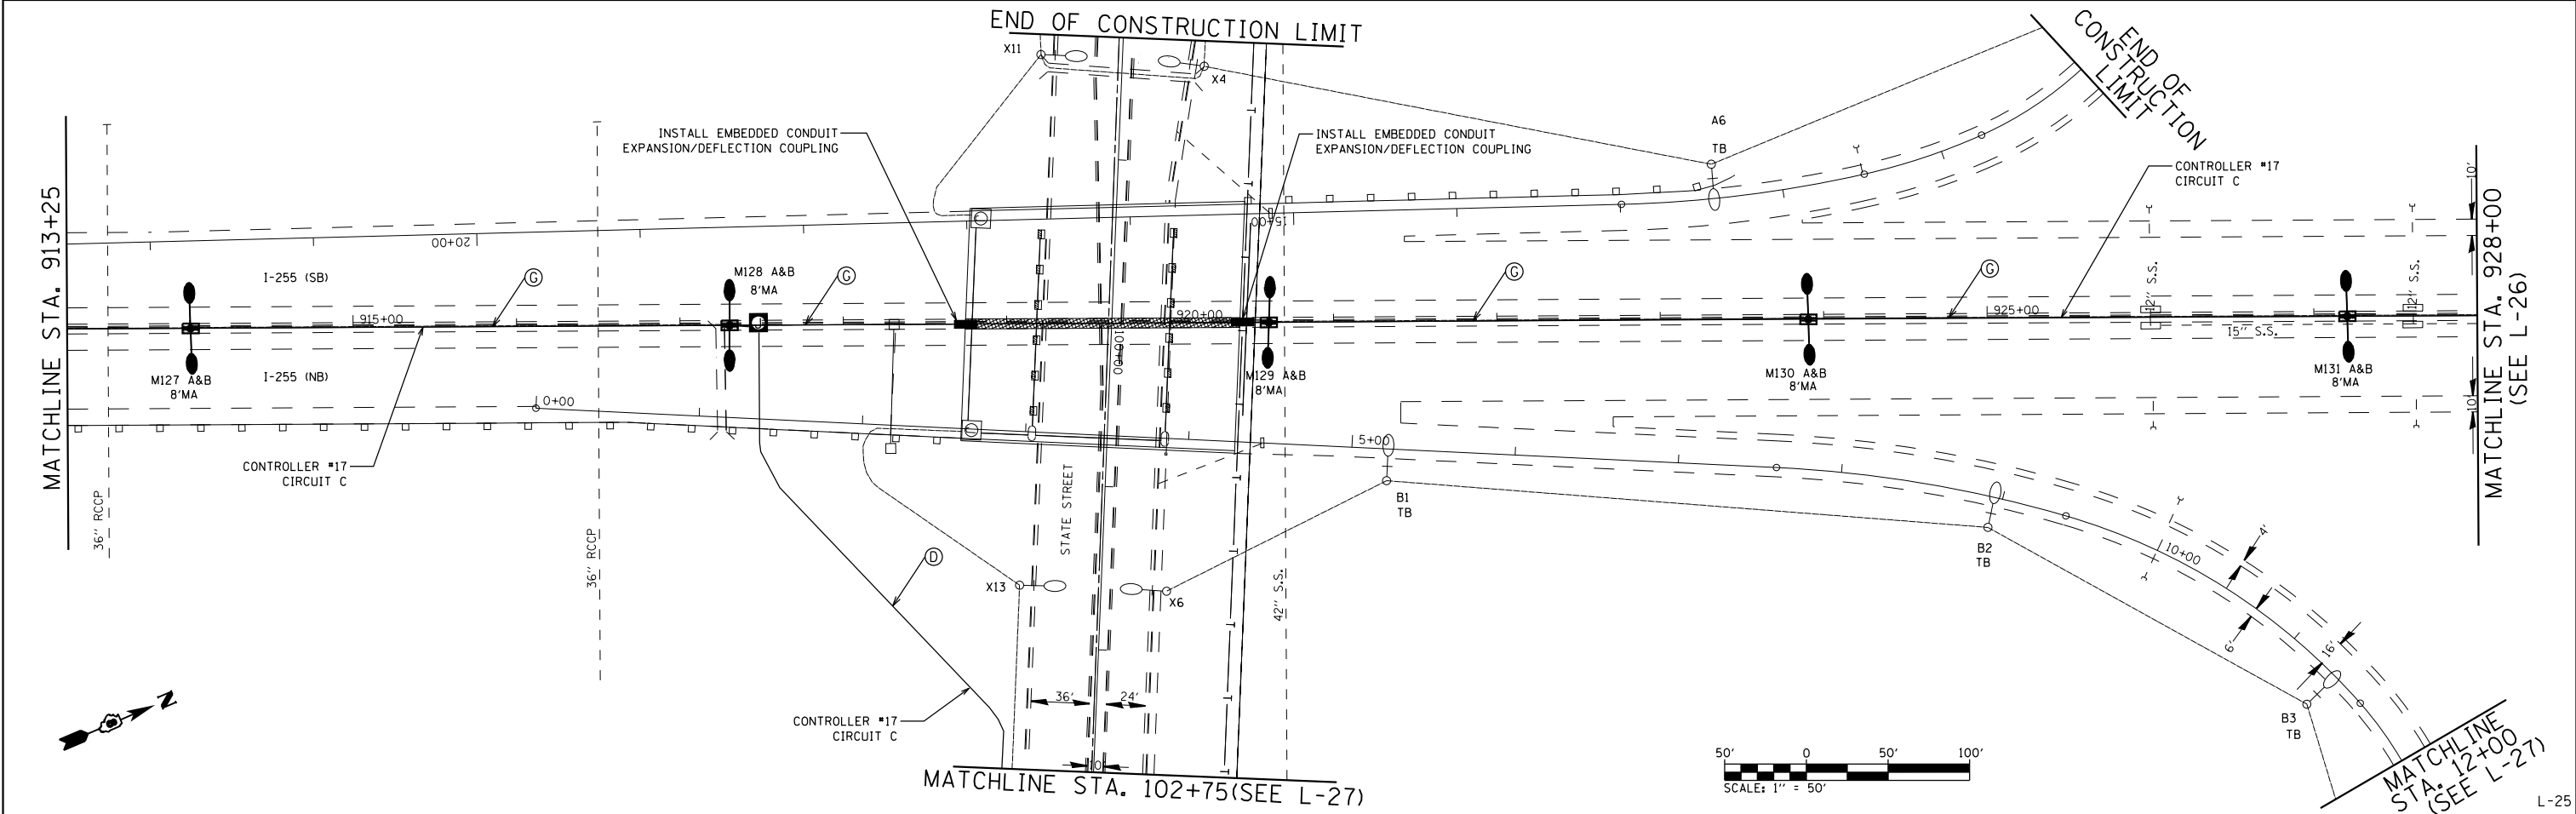 END OF CONSTRUCTION LIMIT
X11
X4
END OF
CONSTRUCTION
LIMIT
INSTALL EMBEDDED CONDUIT
EXPANSION/DEFLECTION COUPLING
INSTALL EMBEDDED CONDUIT
EXPANSION/DEFLECTION COUPLING
A6
TB
CONTROLLER #17
CIRCUIT C
10'
MATCHLINE STA. 913+25
20+00
15+00
I-255 (SB)
G
M128 A&B
8'MA
G
G
G
12" S.S.
12" S.S.
MATCHLINE STA. 928+00
(SEE L-26)
915+00
920+00
925+00
15" S.S.
100+00
I-255 (NB)
M127 A&B
8'MA
M129 A&B
8'MA
M130 A&B
8'MA
M131 A&B
8'MA
0+00
10'
5+00
CONTROLLER #17
CIRCUIT C
36" RCCP
36" RCCP
STATE STREET
B1
TB
B2
TB
10+00
4'
D
X13
X6
42" S.S.
6'
16'
36'
24'
N
CONTROLLER #17
CIRCUIT C
B3
TB
10'
50'
0
50'
100'
SCALE: 1" = 50'
MATCHLINE STA. 102+75(SEE L-27)
MATCHLINE
STA. 12+00
(SEE L-27)
L-25